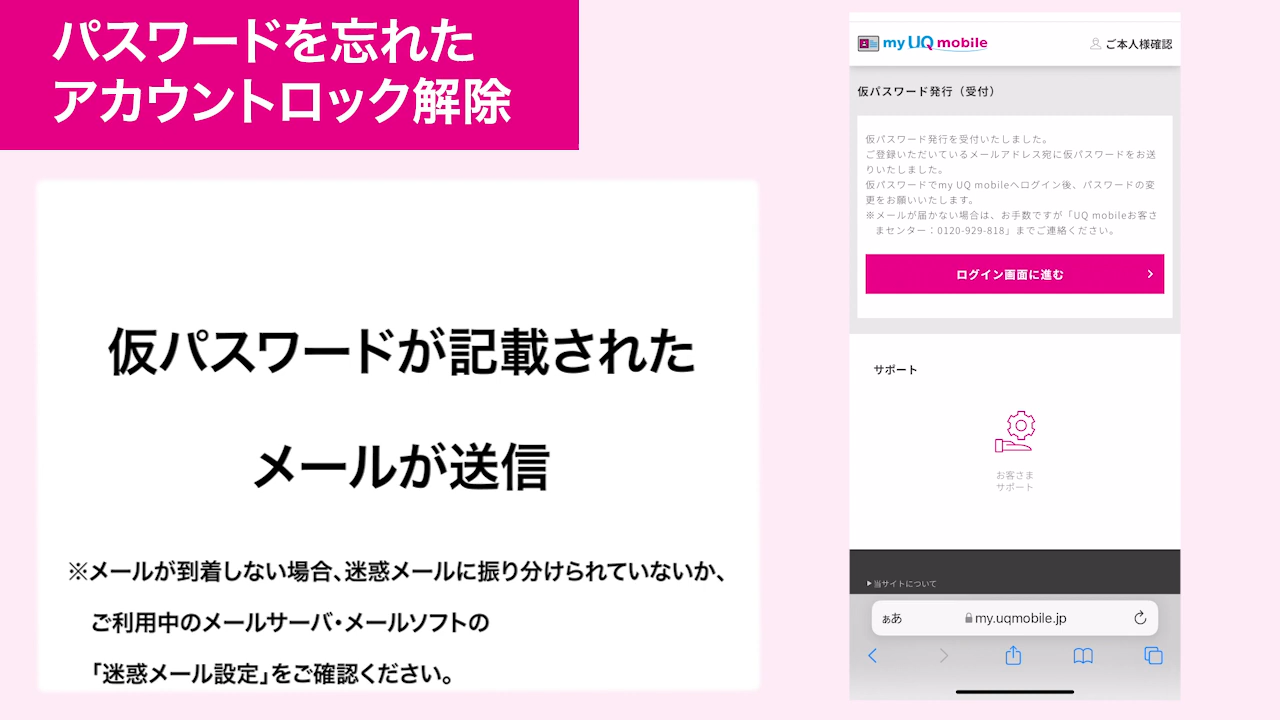 パスワードを忘れた
アカウントロック解除
仮パスワードが記載された
メールが送信
※メールが到着しない場合、迷惑メールに振り分けられていないか、
ご利用中のメールサーバ・メールソフトの
「迷惑メール設定」をご確認ください。
my UQ mobile
ご本人様確認
仮パスワード発行（受付）
仮パスワード発行を受付いたしました。
ご登録いただいているメールアドレス宛に仮パスワードをお送
りいたしました。
仮パスワードでmy UQ mobileへログイン後、パスワードの変
更をお願いいたします。
※メールが届かない場合は、お手数ですが「UQ mobileお客さ
まセンター：0120-929-818」までご連絡ください。
ログイン画面に進む
サポート
お客さま
サポート
当サイトについて
ぁあ
my.uqmobile.jp